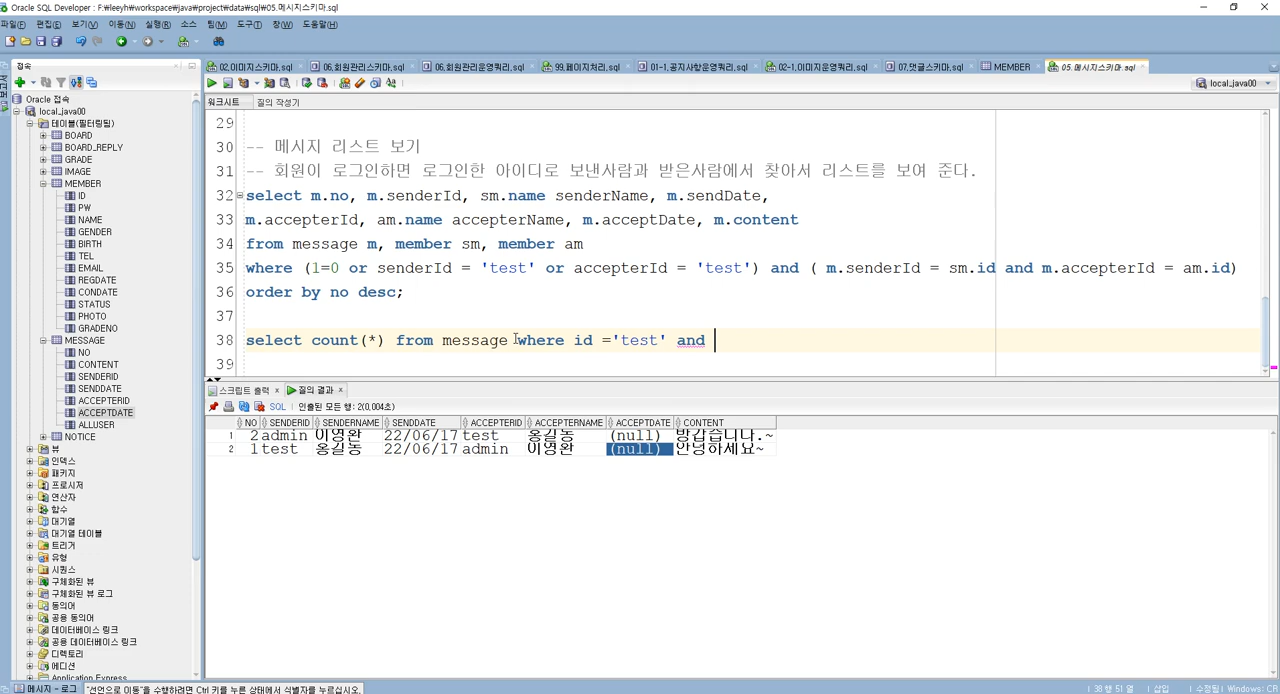 Oracle SQL Developer : F:₩leeyh₩workspace₩java₩project₩data₩sql₩05.메시지스키마.sql
파일(F) 편집(E) 보기(V) 이동(N) 실행(R) 소스 팀(M) 도구(T) 창(W) 도움말(H)
접속
02.이미지스키마.sql 06.회원관리스키마.sql 06.회원관리운영쿼리.sql 99.페이지처리.sql 01-1.공지사항운영쿼리.sql 02-1.이미지운영쿼리.sql 07.댓글스키마.sql MEMBER 05.메시지스키마.sql
local_java00
워크시트 질의 작성기
Oracle 접속
local_java00
테이블(필터링됨)
BOARD
BOARD_REPLY
GRADE
IMAGE
MEMBER
ID
PW
NAME
GENDER
BIRTH
TEL
EMAIL
REGDATE
CONDATE
STATUS
PHOTO
GRADENO
MESSAGE
NO
CONTENT
SENDERID
SENDDATE
ACCEPTERID
ACCEPTDATE
ALLUSER
NOTICE
뷰
인덱스
패키지
프로시저
연산자
함수
대기열
대기열 테이블
트리거
유형
시퀀스
구체화된 뷰
구체화된 뷰 로그
동의어
공용 동의어
데이터베이스 링크
공용 데이터베이스 링크
디렉토리
에디션
Application Express
29
30 -- 메시지 리스트 보기
31 -- 회원이 로그인하면 로그인한 아이디로 보낸사람과 받은사람에서 찾아서 리스트를 보여 준다.
32 select m.no, m.senderId, sm.name senderName, m.sendDate,
33 m.accepterId, am.name accepterName, m.acceptDate, m.content
34 from message m, member sm, member am
35 where (1=0 or senderId = 'test' or accepterId = 'test') and ( m.senderId = sm.id and m.accepterId = am.id)
36 order by no desc;
37
38 select count(*) from message where id ='test' and
39
스크립트 출력 × 질의 결과 ×
SQL | 인출된 모든 행: 2(0,004초)
NO SENDERID SENDERNAME SENDDATE ACCEPTERID ACCEPTERNAME ACCEPTDATE CONTENT
1 2 admin 이영환 22/06/17 test 홍길동 (null) 방갑습니다.~
2 1 test 홍길동 22/06/17 admin 이영환 (null) 안녕하세요~
메시지 - 로그 "선언으로 이동"을 수행하려면 Ctrl 키를 누른 상태에서 식별자를 누르십시오.
38 행 51 열 | 삽입 | 수정됨 | Windows: CR